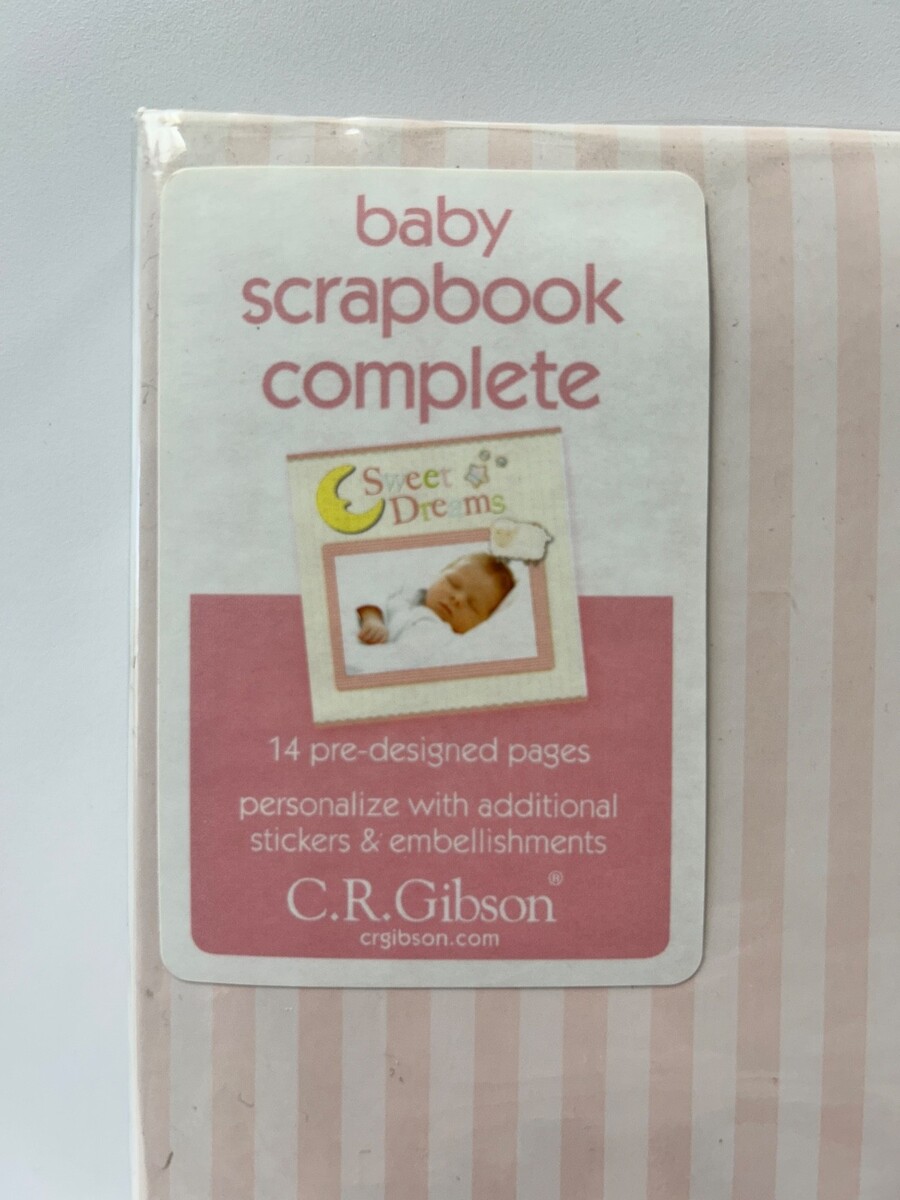 baby
scrapbook
complete
Sweet
Dreams
14 pre-designed pages
personalize with additional
stickers & embellishments
C.R.Gibson®
crgibson.com